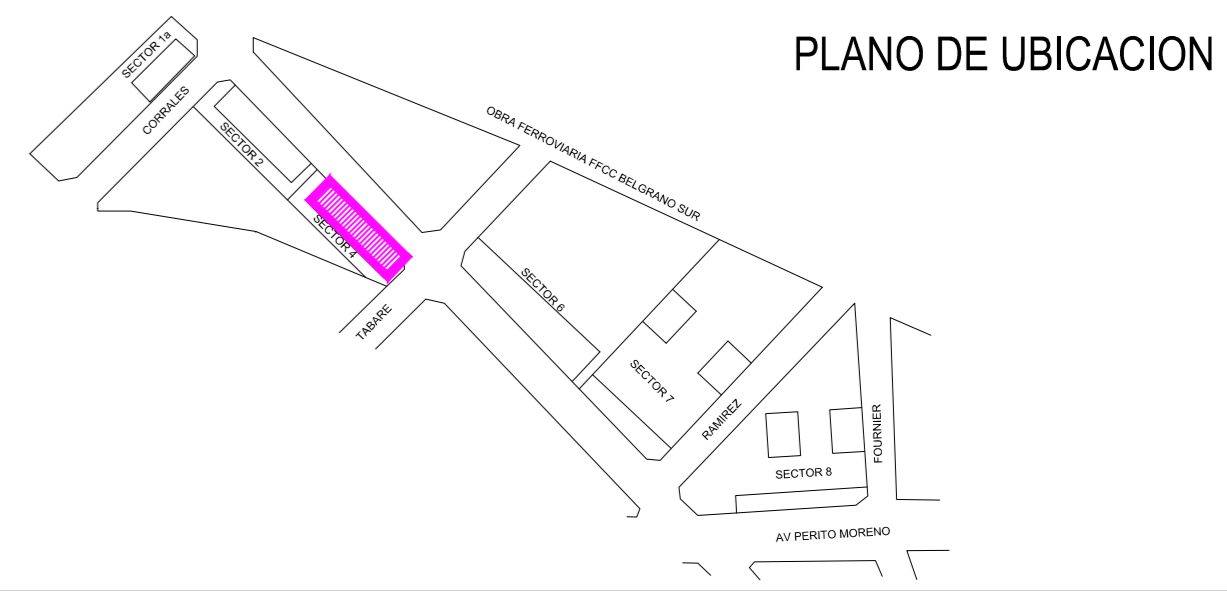 PLANO DE UBICACION
SECTOR 1a
CORRALES
SECTOR 2
OBRA FERROVIARIA FFCC BELGRANO SUR
SECTOR 4
TABARE
SECTOR 6
SECTOR 7
RAMIREZ
FOURNIER
SECTOR 8
AV PERITO MORENO